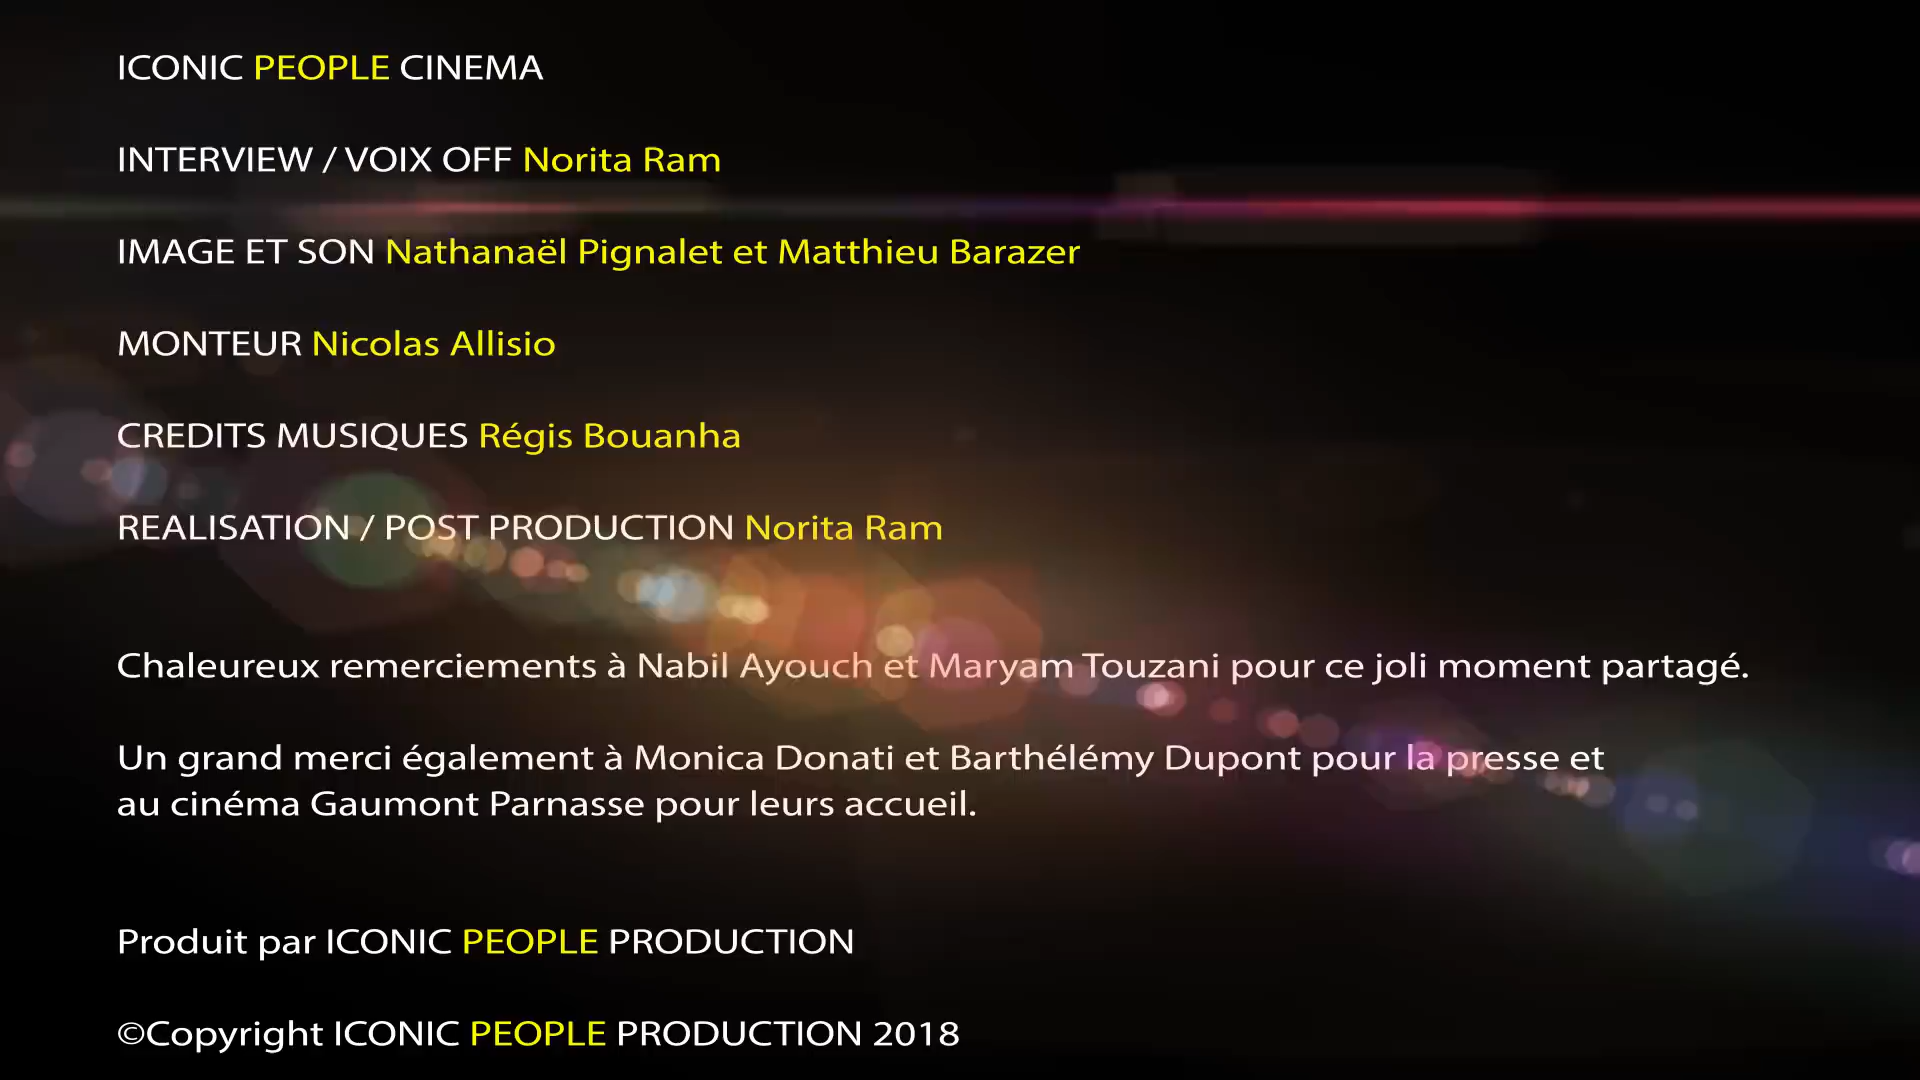 ICONIC PEOPLE CINEMA
INTERVIEW / VOIX OFF Norita Ram
IMAGE ET SON Nathanaël Pignalet et Matthieu Barazer
MONTEUR Nicolas Allisio
CREDITS MUSIQUES Régis Bouanha
REALISATION / POST PRODUCTION Norita Ram
Chaleureux remerciements à Nabil Ayouch et Maryam Touzani pour ce joli moment partagé.
Un grand merci également à Monica Donati et Barthélémy Dupont pour la presse et
au cinéma Gaumont Parnasse pour leurs accueil.
Produit par ICONIC PEOPLE PRODUCTION
©Copyright ICONIC PEOPLE PRODUCTION 2018